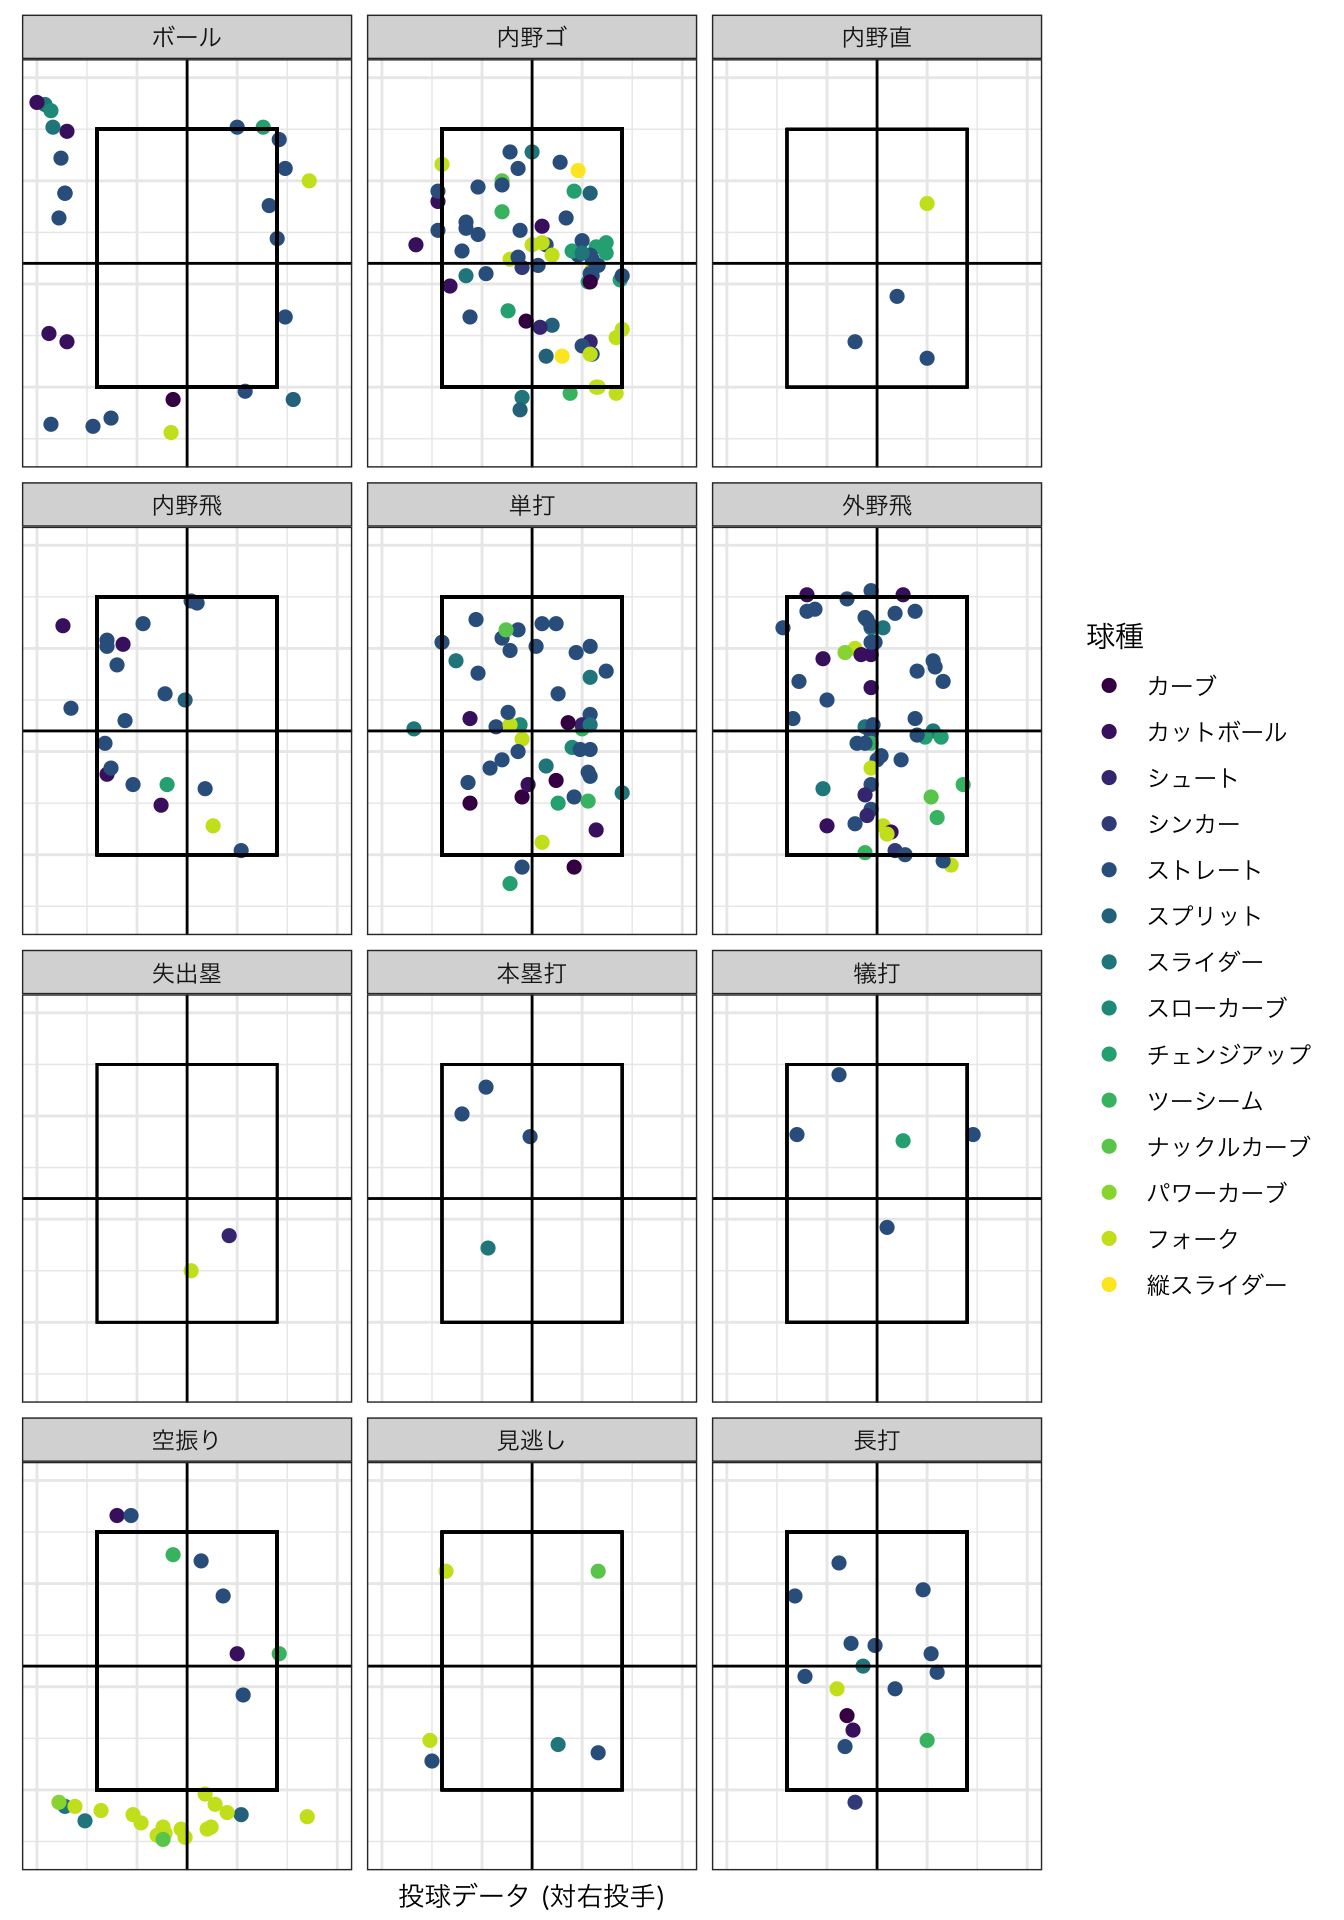 ボール
内野ゴ
内野直
内野飛
単打
外野飛
失出塁
本塁打
犠打
空振り
見逃し
長打
投球データ (対右投手)
球種
カーブ
カットボール
シュート
シンカー
ストレート
スプリット
スライダー
スローカーブ
チェンジアップ
ツーシーム
ナックルカーブ
パワーカーブ
フォーク
縦スライダー